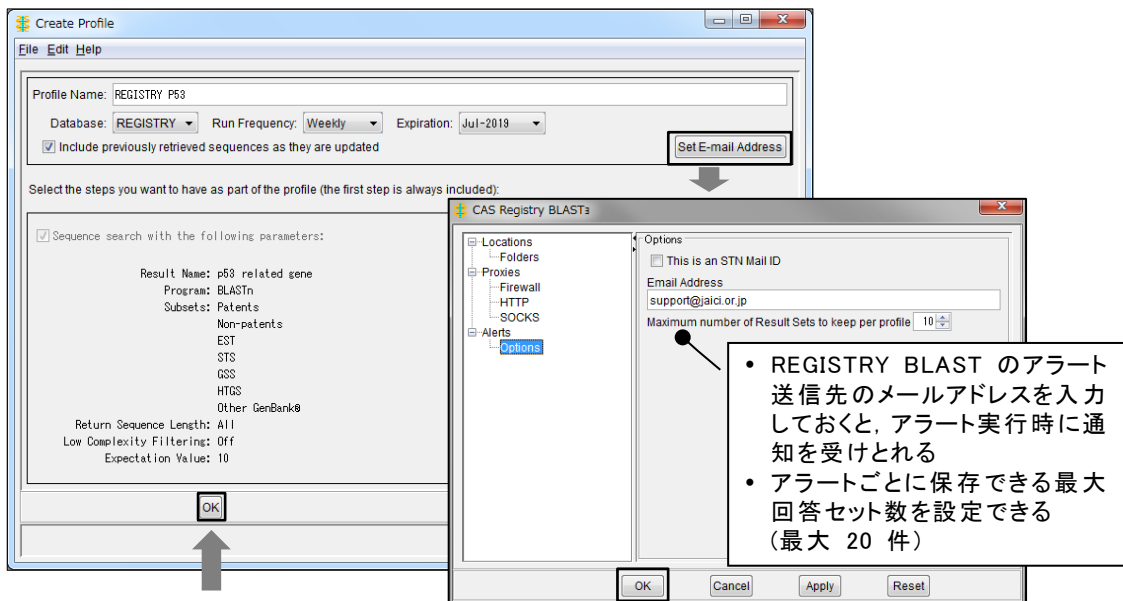 Create Profile
File Edit Help
Profile Name: REGISTRY P53
Database: REGISTRY Run Frequency: Weekly Expiration: Jul-2019
Include previously retrieved sequences as they are updated
Set E-mail Address
Select the steps you want to have as part of the profile (the first step is always included):
Sequence search with the following parameters:
Result Name: p53 related gene
Program: BLASTn
Subsets: Patents
Non-patents
EST
STS
GSS
HTGS
Other GenBank®
Return Sequence Length: All
Low Complexity Filtering: Off
Expectation Value: 10
OK
CAS Registry BLAST3
Locations
Folders
Proxies
Firewall
HTTP
SOCKS
Alerts
Options
Options
This is an STN Mail ID
Email Address
support@jaici.or.jp
Maximum number of Result Sets to keep per profile 10
• REGISTRY BLAST のアラート
送信先のメールアドレスを入力
しておくと, アラート実行時に通
知を受けとれる
• アラートごとに保存できる最大
回答セット数を設定できる
(最大 20 件)
OK Cancel Apply Reset